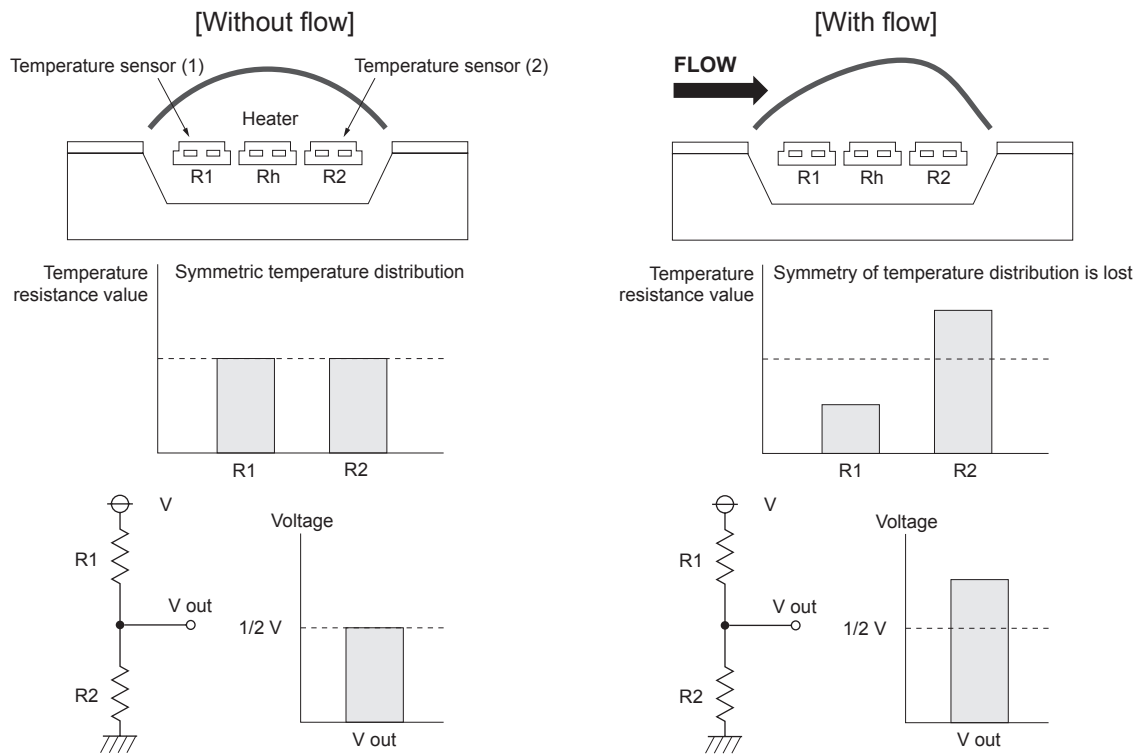 [Without flow]
Temperature sensor (1)
Temperature sensor (2)
Heater
R1
Rh
R2
Temperature
resistance value
Symmetric temperature distribution
R1
R2
V
R1
V out
R2
Voltage
1/2 V
V out
[With flow]
FLOW
R1
Rh
R2
Temperature
resistance value
Symmetry of temperature distribution is lost
R1
R2
V
R1
V out
R2
Voltage
1/2 V
V out